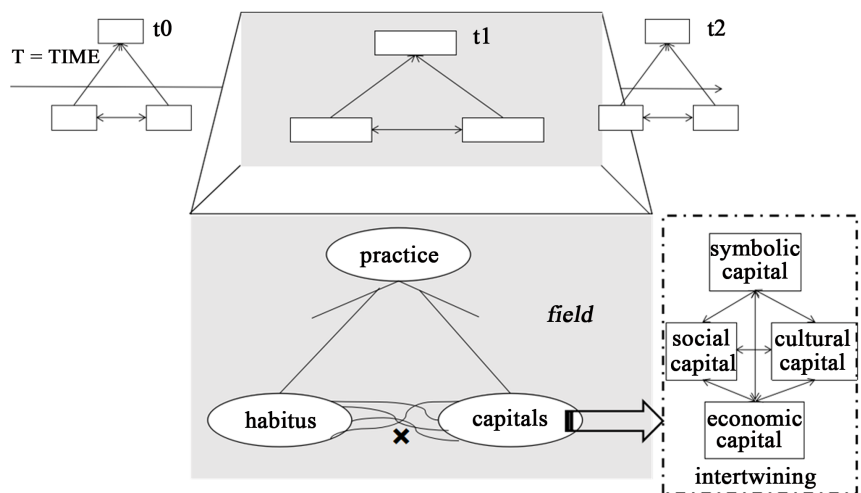 t0
t1
t2
T = TIME
practice
field
habitus
capitals
symbolic
capital
social
capital
cultural
capital
economic
capital
intertwining